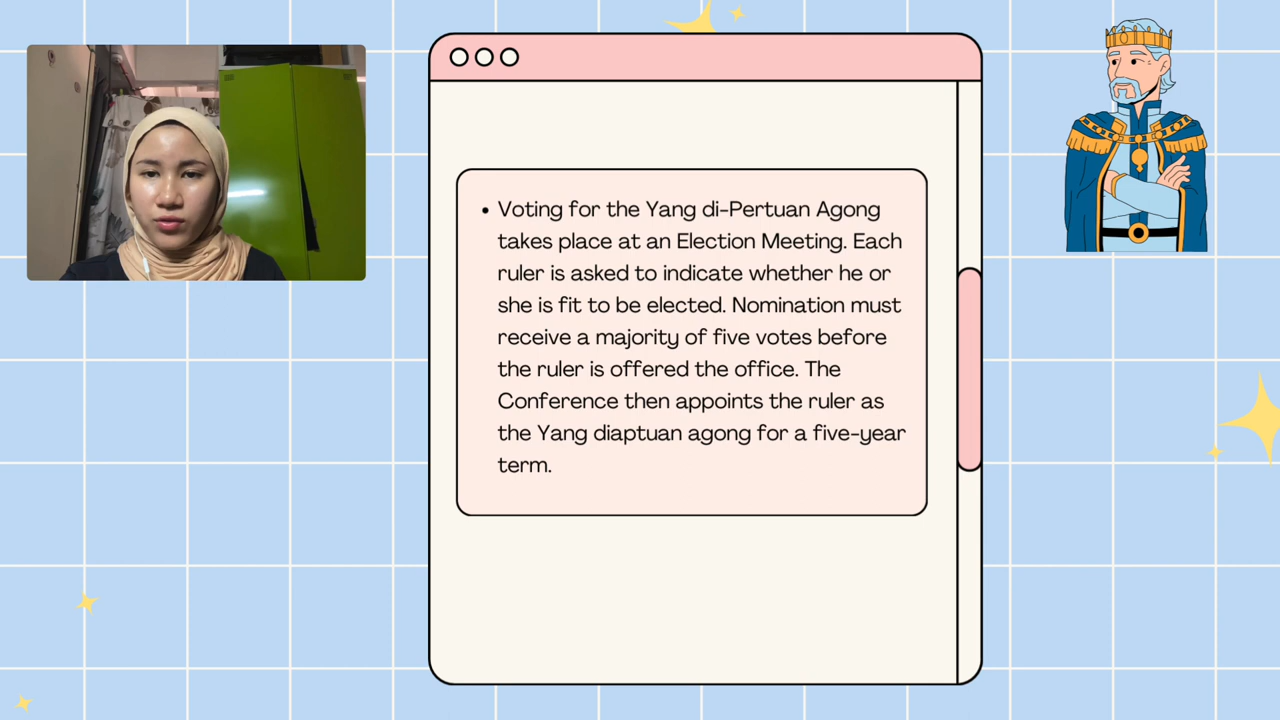 • Voting for the Yang di-Pertuan Agong
takes place at an Election Meeting. Each
ruler is asked to indicate whether he or
she is fit to be elected. Nomination must
receive a majority of five votes before
the ruler is offered the office. The
Conference then appoints the ruler as
the Yang diaptuan agong for a five-year
term.